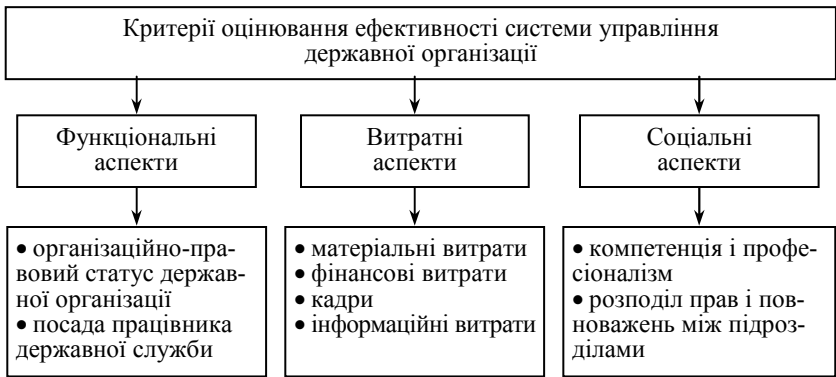 Критерії оцінювання ефективності системи управління
державної організації
Функціональні
аспекти
Витратні
аспекти
Соціальні
аспекти
• організаційно-пра-
вовий статус держав-
ної організації
• посада працівника
державної служби
• матеріальні витрати
• фінансові витрати
• кадри
• інформаційні витрати
• компетенція і профе-
сіоналізм
• розподіл прав і пов-
новажень між підроз-
ділами